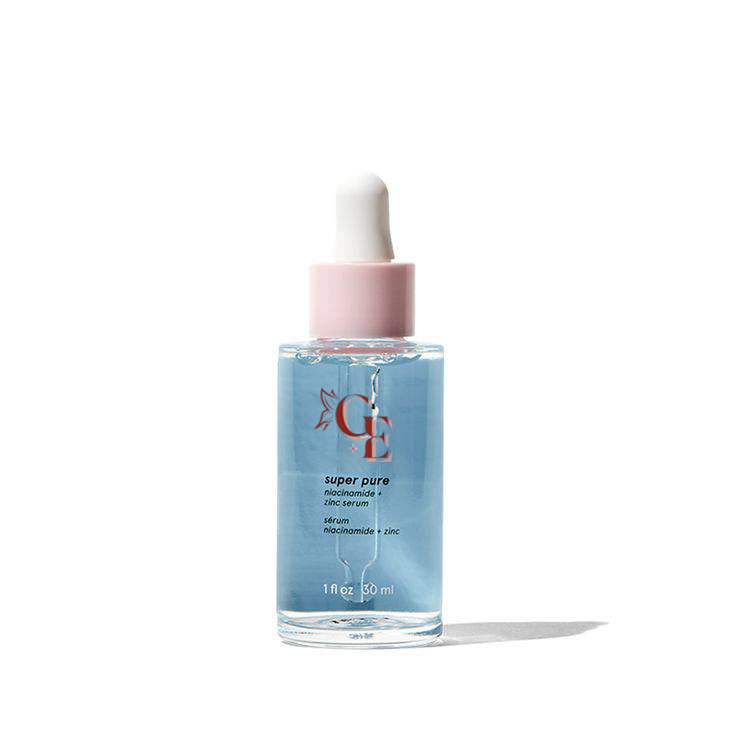 GE
super pure
niacinamide +
zinc serum
sérum
niacinamide + zinc
1 fl oz 30 ml